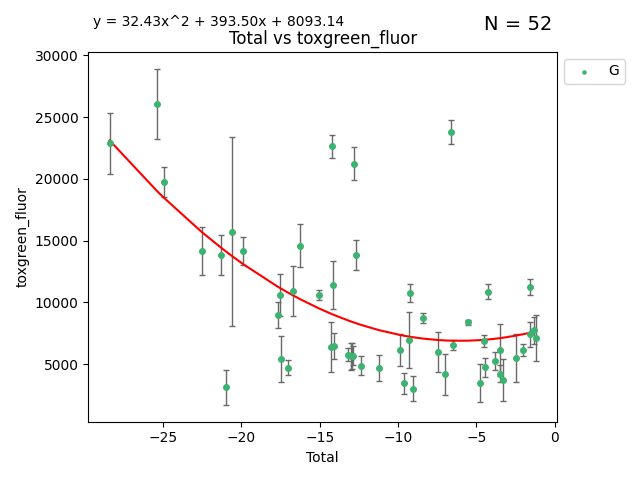 y = 32.43x^2 + 393.50x + 8093.14
N = 52
Total vs toxgreen_fluor
30000
25000
20000
15000
10000
5000
toxgreen_fluor
−25
−20
−15
−10
−5
0
Total
G